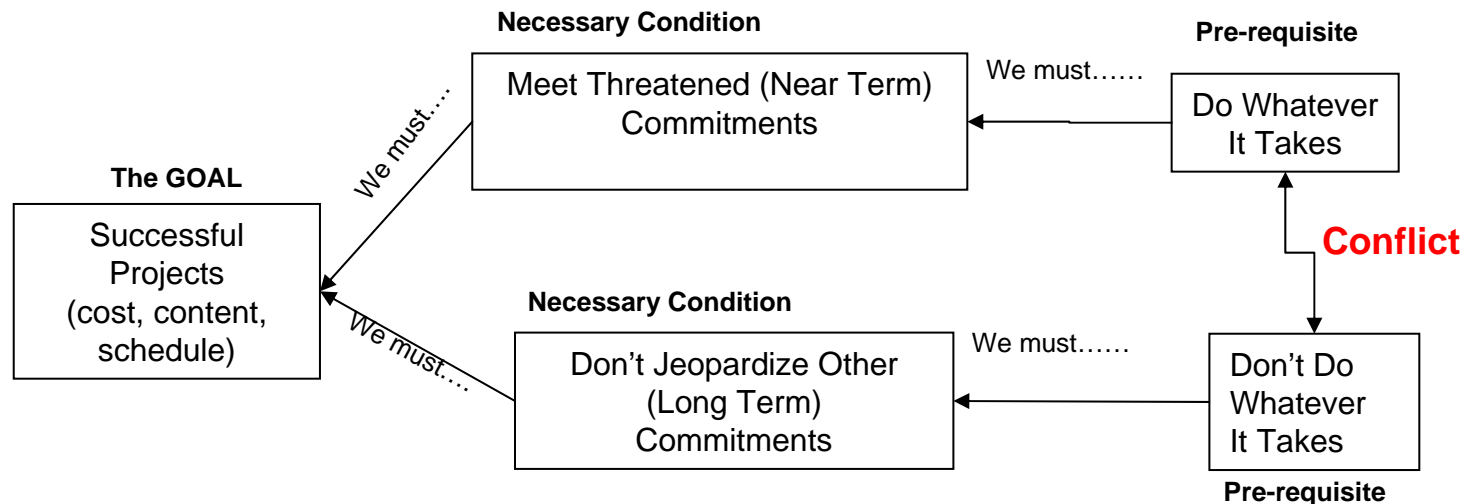 Necessary Condition
Pre-requisite
We must……
Meet Threatened (Near Term)
Commitments
Do Whatever
It Takes
We must….
The GOAL
Successful
Projects
(cost, content,
schedule)
Conflict
Necessary Condition
We must….
We must……
Don’t Jeopardize Other
(Long Term)
Commitments
Don’t Do
Whatever
It Takes
Pre-requisite